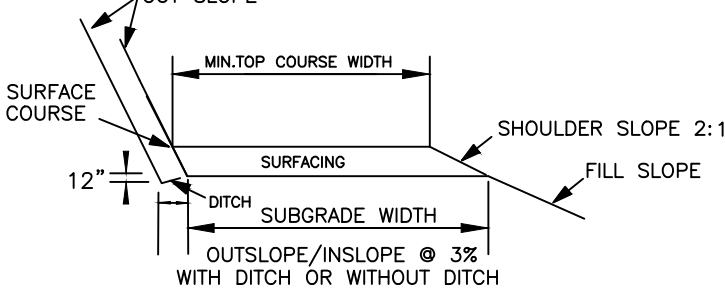 MIN.TOP COURSE WIDTH
SURFACE
COURSE
SHOULDER SLOPE 2:1
SURFACING
FILL SLOPE
12"
DITCH
SUBGRADE WIDTH
OUTSLOPE/INSLOPE @ 3%
WITH DITCH OR WITHOUT DITCH